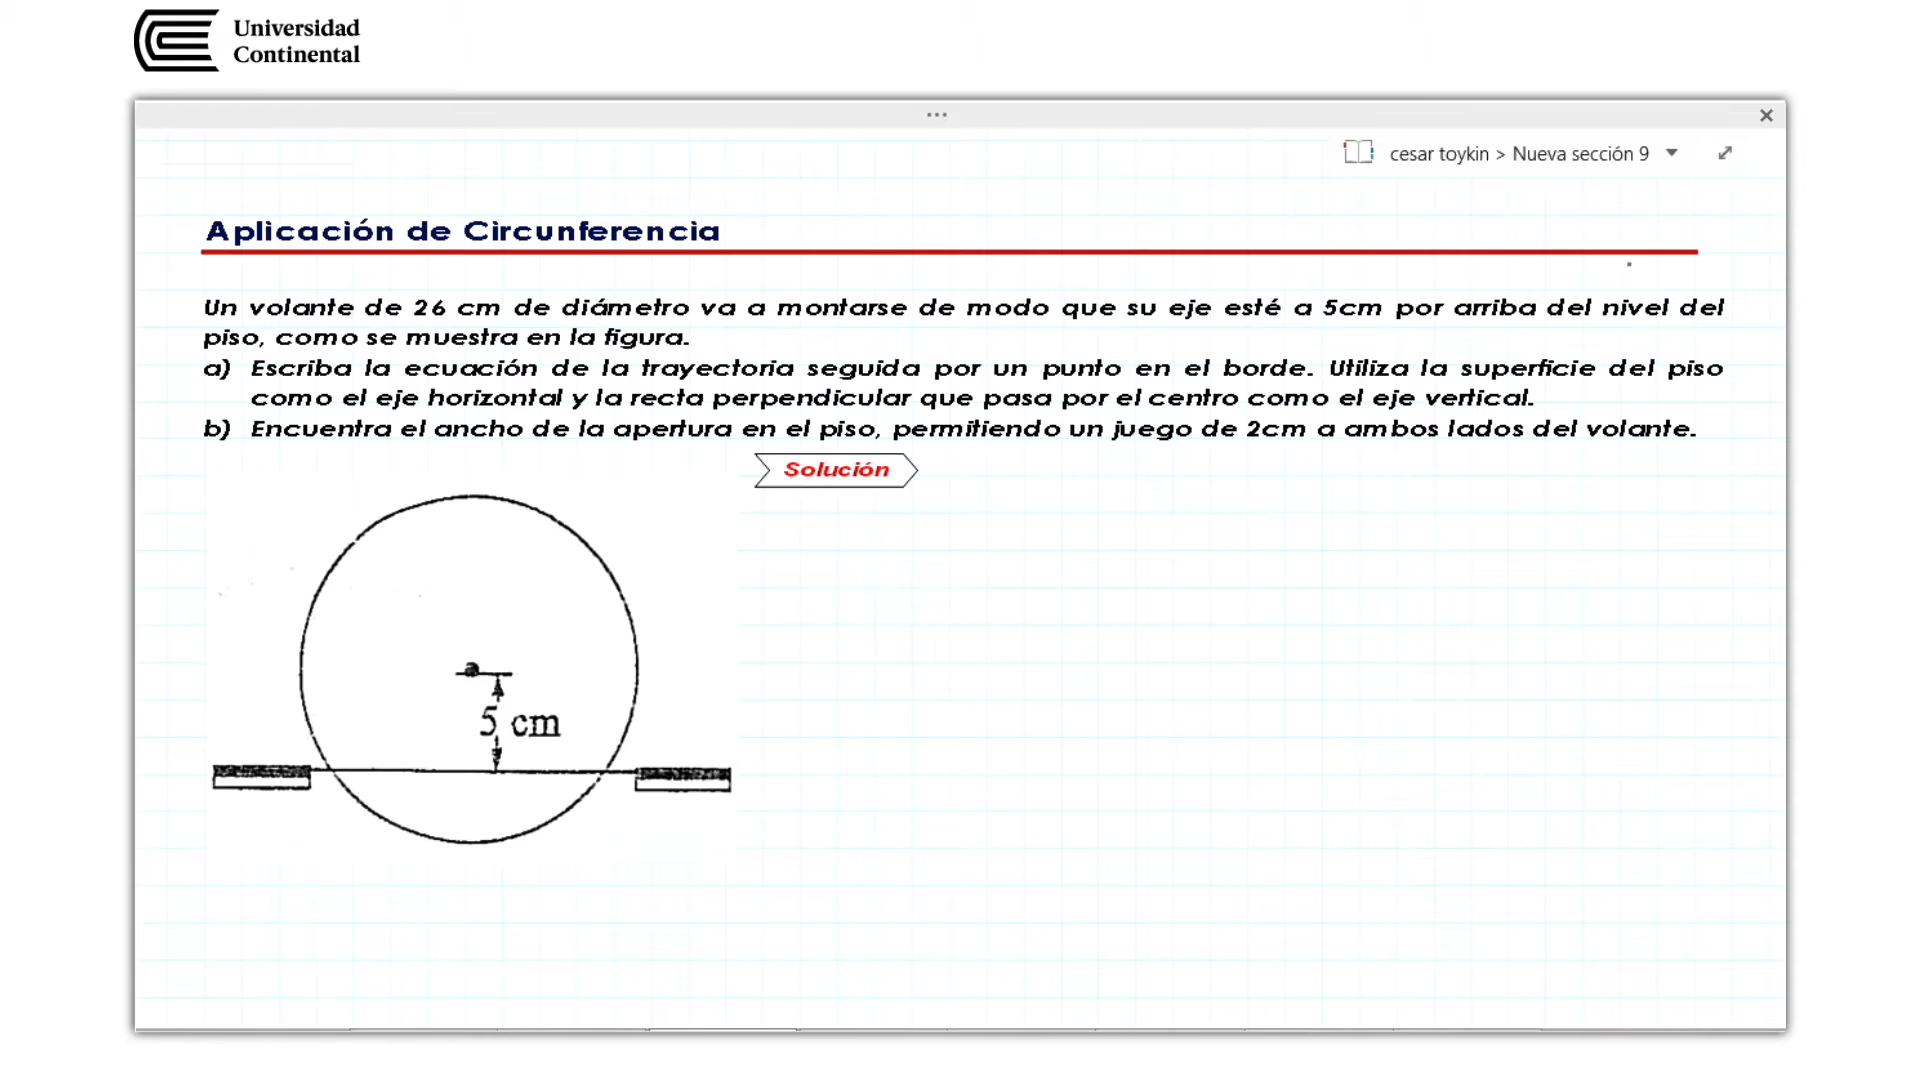 Universidad
Continental
cesar toykin > Nueva sección 9
Aplicación de Circunferencia
Un volante de 26 cm de diámetro va a montarse de modo que su eje esté a 5cm por arriba del nivel del
piso, como se muestra en la figura.
a) Escriba la ecuación de la trayectoria seguida por un punto en el borde. Utiliza la superficie del piso
como el eje horizontal y la recta perpendicular que pasa por el centro como el eje vertical.
b) Encuentra el ancho de la apertura en el piso, permitiendo un juego de 2cm a ambos lados del volante.
Solución
5 cm